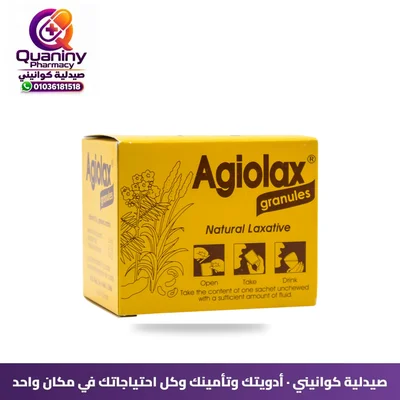 Quaniny
Pharmacy
صيدلية كوانيني
01036181518
Agiolax®
granules
Natural Laxative
Open
Take
Drink
Take the content of one sachet unchewed
with a sufficient amount of fluid.
صيدلية كوانيني - أدويتك وتأمينك وكل احتياجاتك في مكان واحد